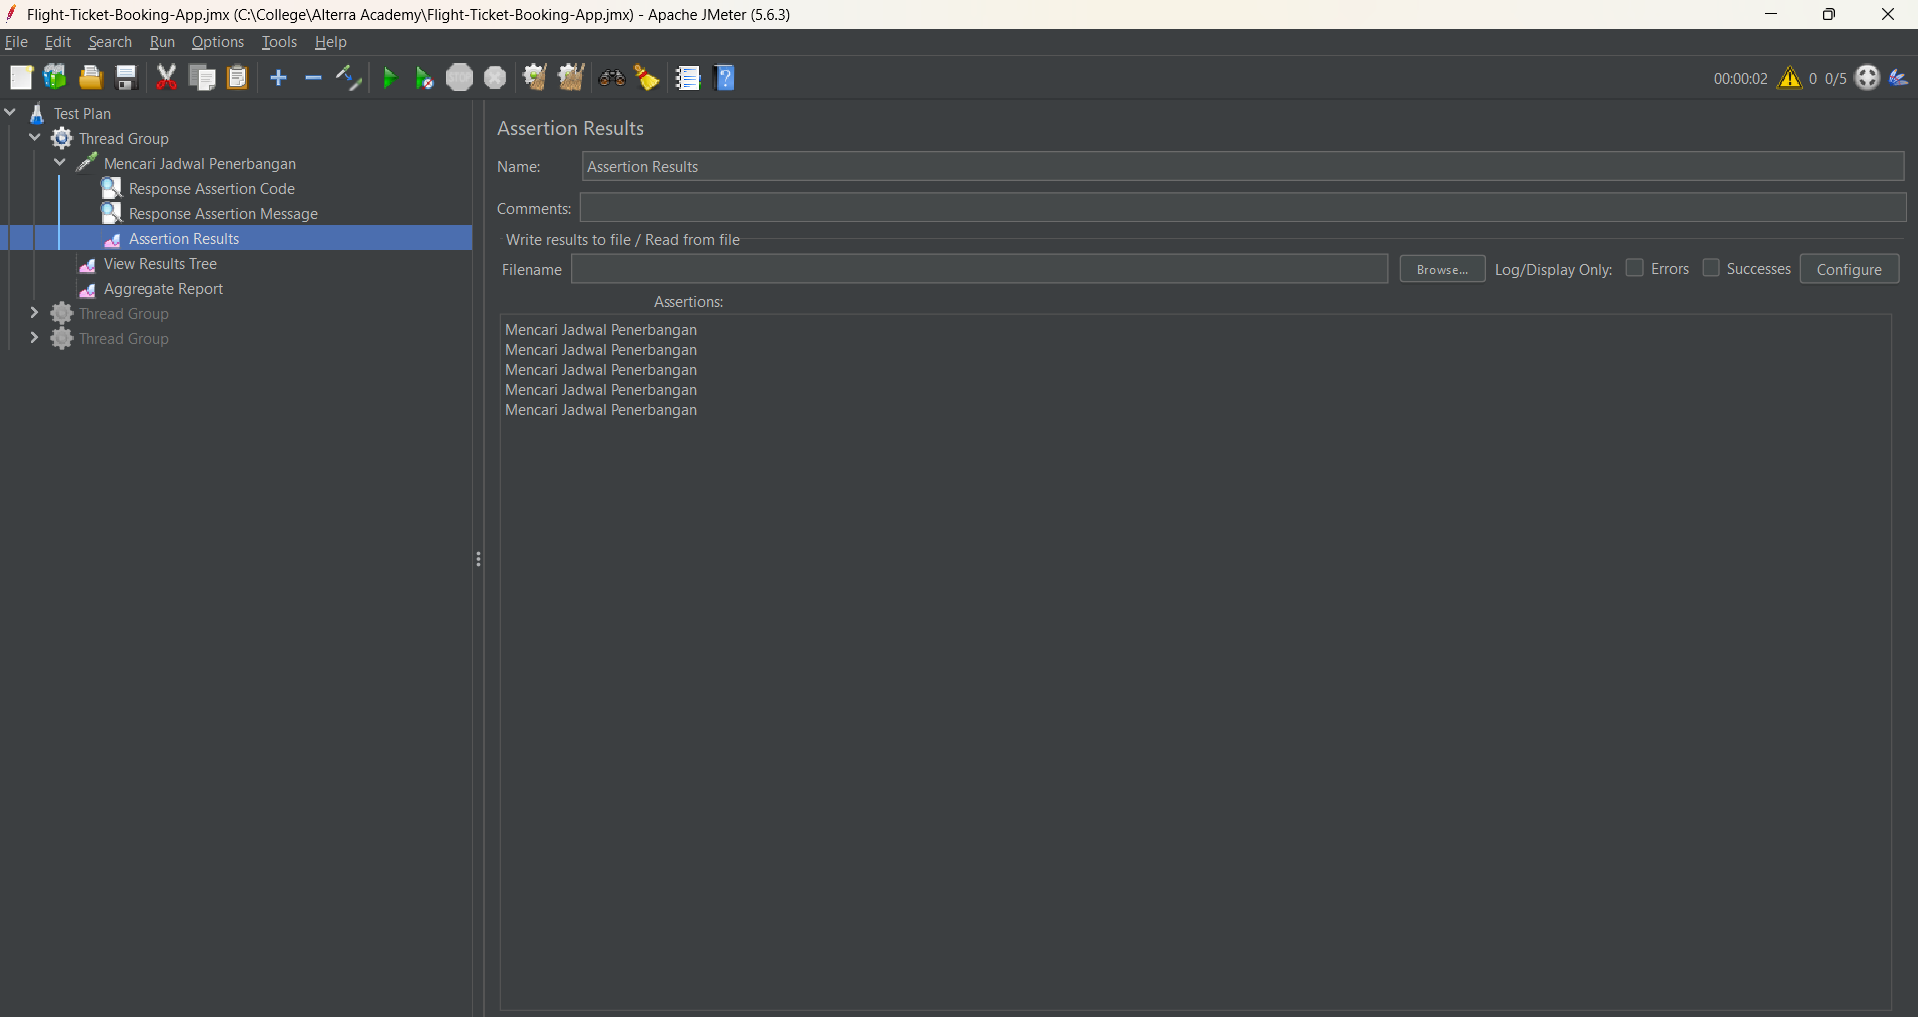 Flight-Ticket-Booking-App.jmx (C:\College\Alterra Academy\Flight-Ticket-Booking-App.jmx) - Apache JMeter (5.6.3)
File Edit Search Run Options Tools Help
STOP
00:00:02 0 0/5
Test Plan
Thread Group
Mencari Jadwal Penerbangan
Response Assertion Code
Response Assertion Message
Assertion Results
View Results Tree
Aggregate Report
Thread Group
Thread Group
Assertion Results
Name: Assertion Results
Comments:
Write results to file / Read from file
Filename Browse... Log/Display Only: Errors Successes Configure
Assertions:
Mencari Jadwal Penerbangan
Mencari Jadwal Penerbangan
Mencari Jadwal Penerbangan
Mencari Jadwal Penerbangan
Mencari Jadwal Penerbangan